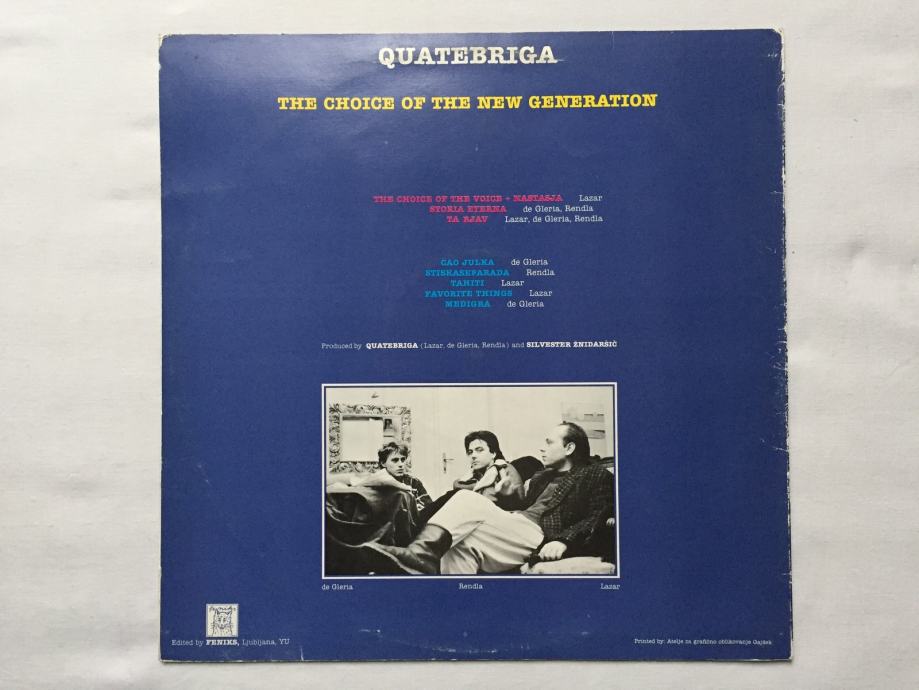 QUATEBRIGA
THE CHOICE OF THE NEW GENERATION
THE CHOICE OF THE VOICE + NASTASJA Lazar
STORIA ETERNA de Gleria, Rendla
TA RJAV Lazar, de Gleria, Rendla
CAO JULKA de Gleria
STISKASEPARADA Rendla
TAHITI Lazar
FAVORITE THINGS Lazar
MEDIGRA de Gleria
Produced by QUATEBRIGA (Lazar, de Gleria, Rendla) and SILVESTER ŽNIDARŠIČ
de Gleria Rendla Lazar
Edited by FENIKS, Ljubljana, YU
Printed by: Atelje za grafično oblikovanje Gajšek